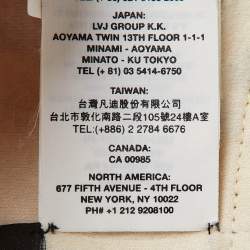 JAPAN:
LVJ GROUP K.K.
AOYAMA TWIN 13TH FLOOR 1-1-1
MINAMI - AOYAMA
MINATO - KU TOKYO
TEL (+ 81) 03 5414-6750
TAIWAN:
台灣凡迪股份有限公司
台北市敦化南路二段105號24樓A
TEL:(+886) 2 2784 6676
CANADA:
CA 00985
NORTH AMERICA:
677 FIFTH AVENUE - 4TH FLOOR
NEW YORK, NY 10022
PH# +1 212 9208100